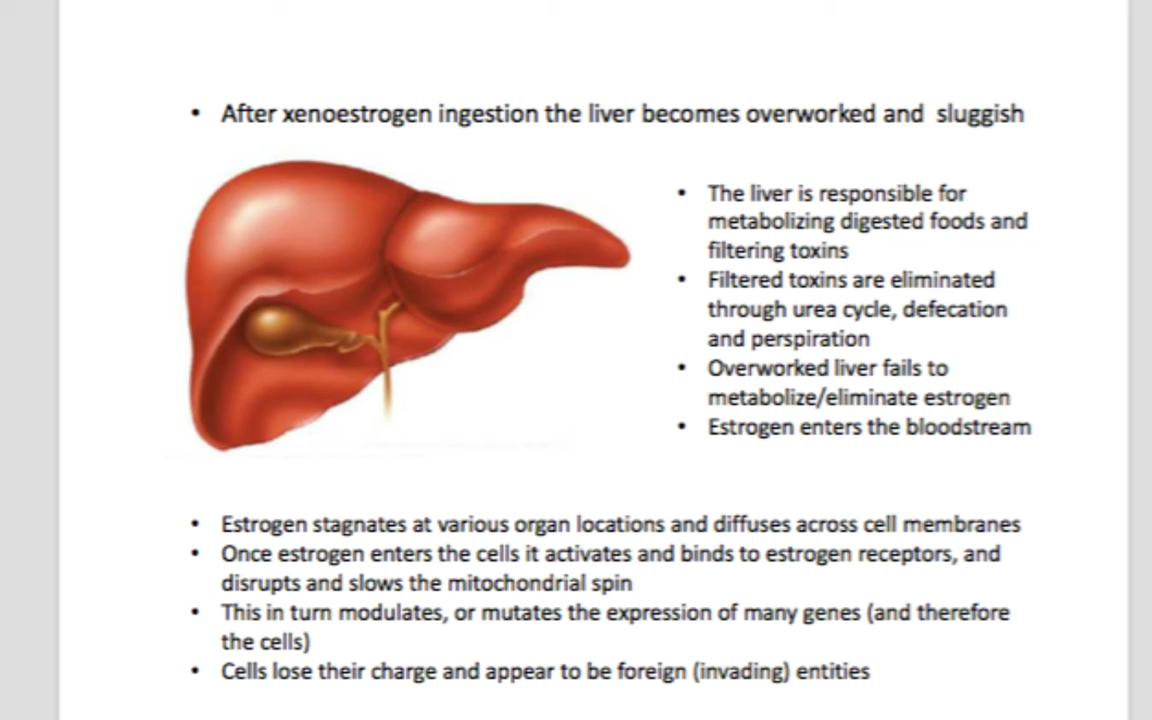 • After xenoestrogen ingestion the liver becomes overworked and  sluggish
• The liver is responsible for
metabolizing digested foods and
filtering toxins
• Filtered toxins are eliminated
through urea cycle, defecation
and perspiration
• Overworked liver fails to
metabolize/eliminate estrogen
• Estrogen enters the bloodstream
• Estrogen stagnates at various organ locations and diffuses across cell membranes
• Once estrogen enters the cells it activates and binds to estrogen receptors, and
disrupts and slows the mitochondrial spin
• This in turn modulates, or mutates the expression of many genes (and therefore
the cells)
• Cells lose their charge and appear to be foreign (invading) entities